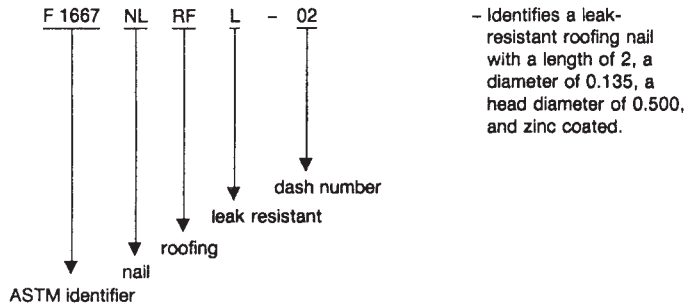 F 1667 NL RF L – 02
– Identifies a leak-
resistant roofing nail
with a length of 2, a
diameter of 0.135, a
head diameter of 0.500,
and zinc coated.
dash number
leak resistant
roofing
nail
ASTM identifier